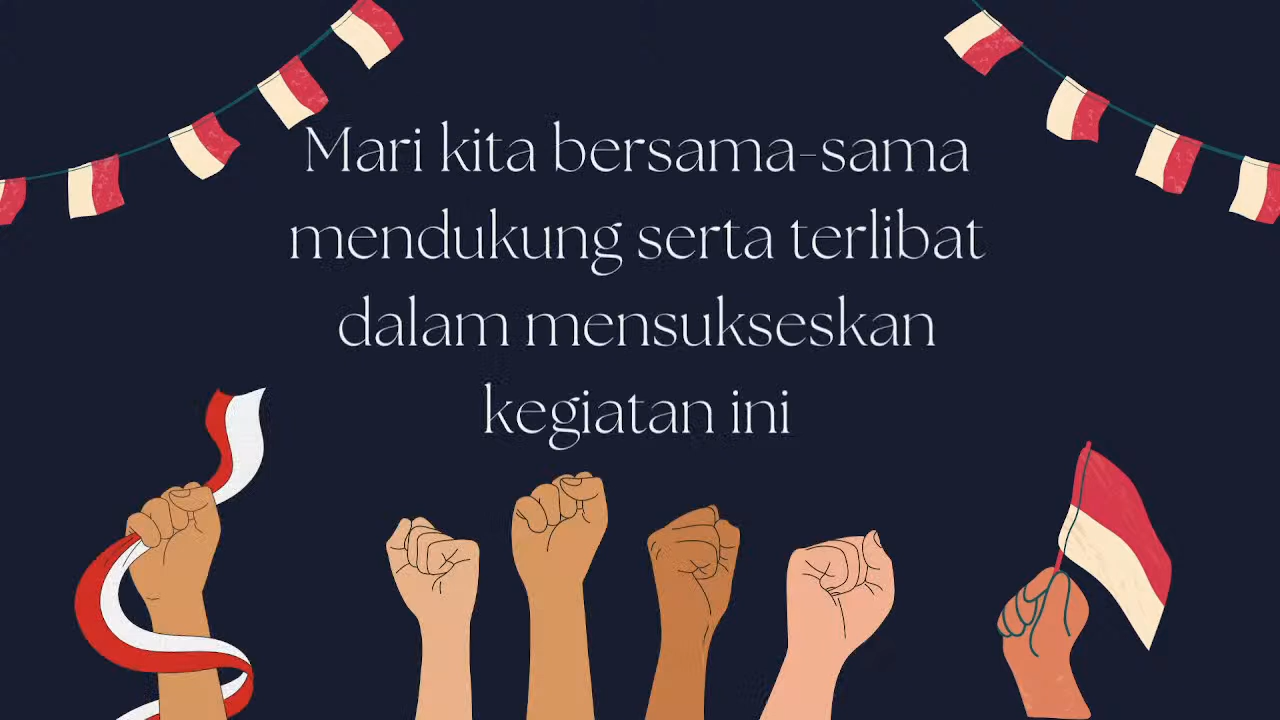 Mari kita bersama-sama
mendukung serta terlibat
dalam mensukseskan
kegiatan ini